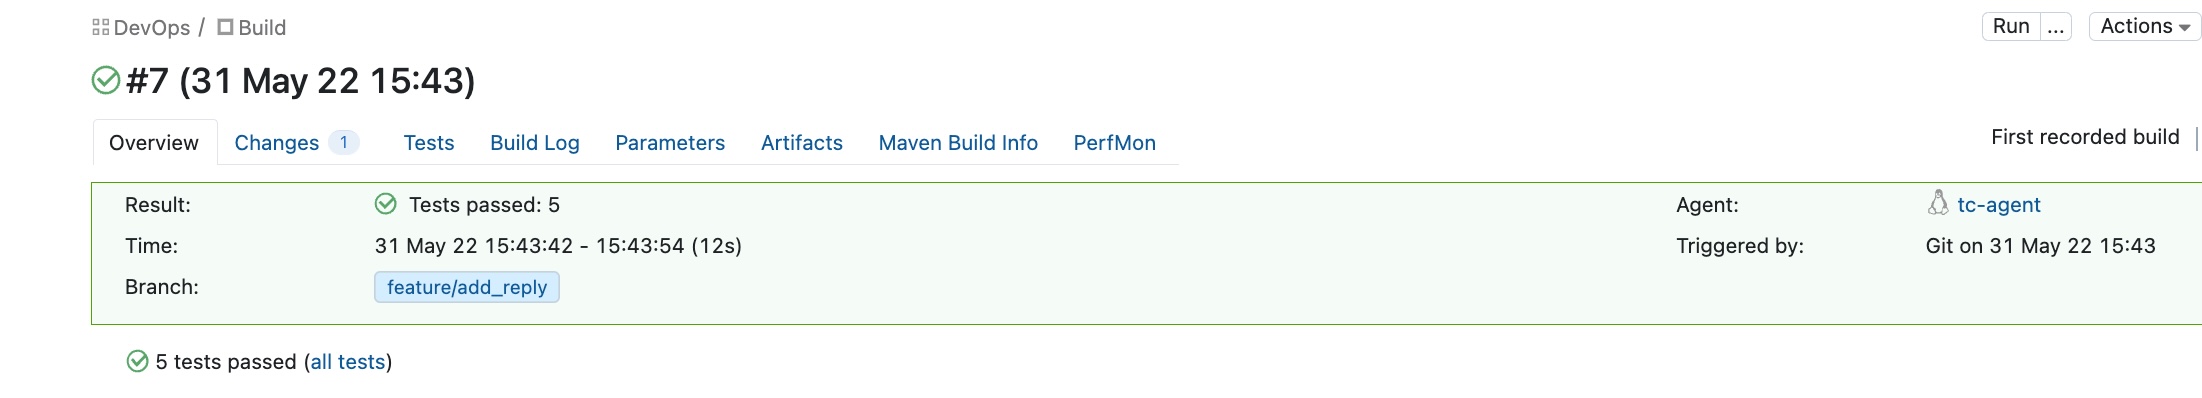 DevOps / Build
Run ... Actions
#7 (31 May 22 15:43)
Overview Changes 1 Tests Build Log Parameters Artifacts Maven Build Info PerfMon
First recorded build
Result: Tests passed: 5 Agent: tc-agent
Time: 31 May 22 15:43:42 - 15:43:54 (12s) Triggered by: Git on 31 May 22 15:43
Branch: feature/add_reply
5 tests passed (all tests)